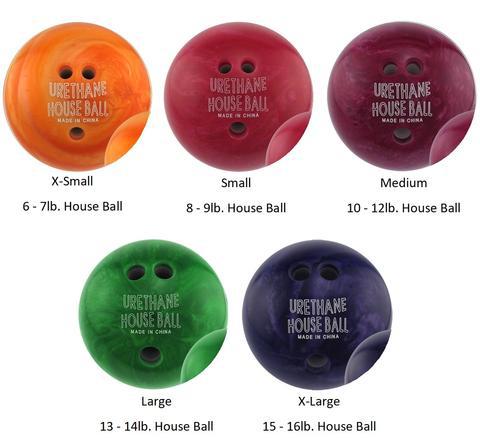 URETHANE
HOUSE BALL
MADE IN CHINA
X-Small
6 - 7lb. House Ball
URETHANE
HOUSE BALL
MADE IN CHINA
Small
8 - 9lb. House Ball
URETHANE
HOUSE BALL
MADE IN CHINA
Medium
10 - 12lb. House Ball
URETHANE
HOUSE BALL
MADE IN CHINA
Large
13 - 14lb. House Ball
URETHANE
HOUSE BALL
MADE IN CHINA
X-Large
15 - 16lb. House Ball